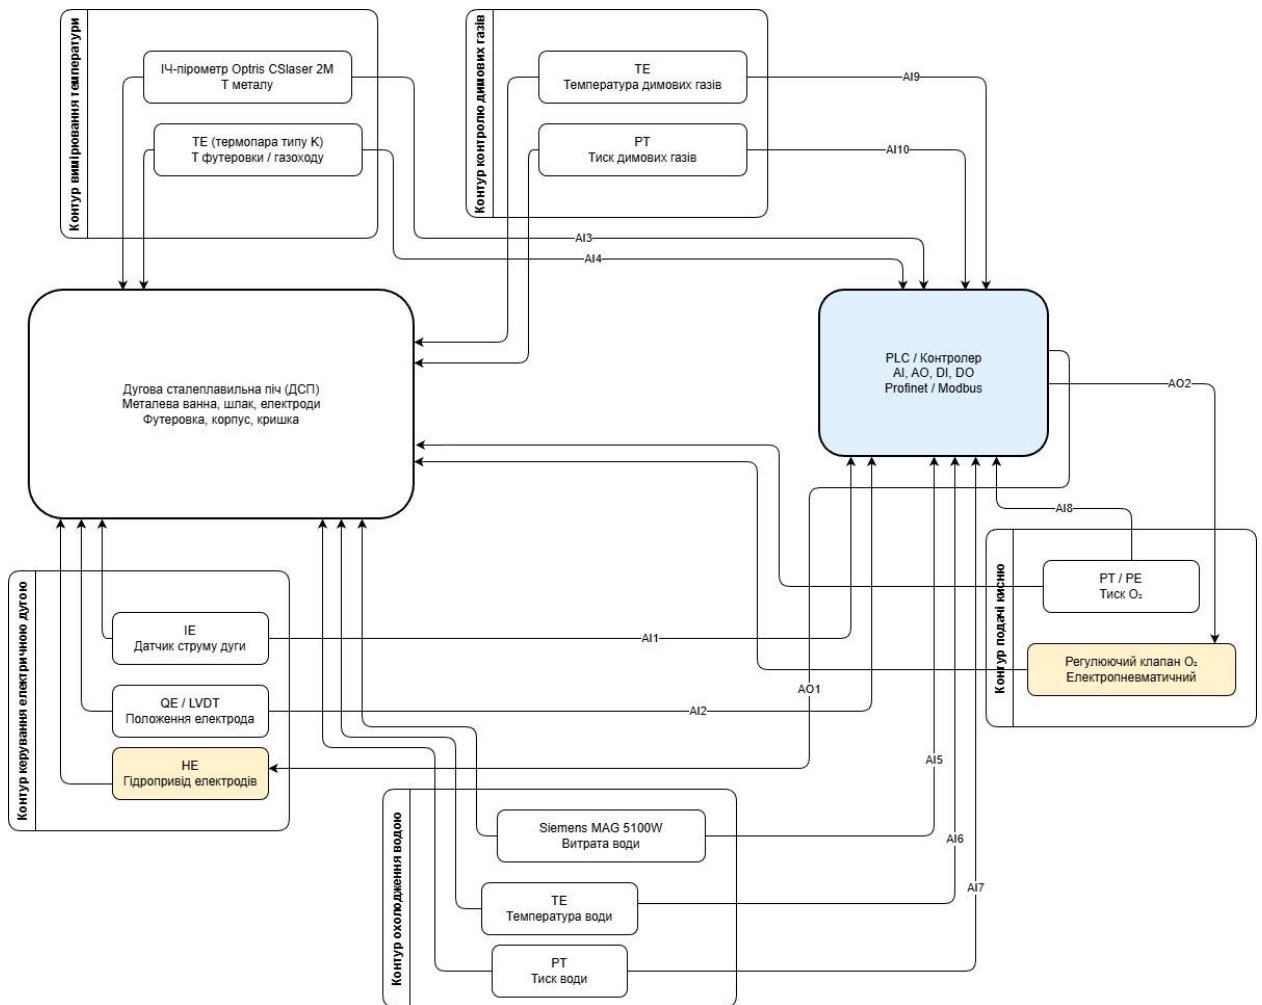 Контур вимірювання температури
ІЧ-пірометр Optris CSlaser 2M
Т металу
ТЕ (термопара типу K)
Т футеровки / газоходу
Контур контролю димових газів
TE
Температура димових газів
PT
Тиск димових газів
AI9
AI10
AI3
AI4
Дугова сталеплавильна піч (ДСП)
Металева ванна, шлак, електроди
Футеровка, корпус, кришка
PLC / Контролер
AI, AO, DI, DO
Profinet / Modbus
AO2
AI8
Контур подачі кисню
PT / PE
Тиск O₂
Регулюючий клапан O₂
Електропневматичний
Контур керування електричною дугою
IE
Датчик струму дуги
AI1
QE / LVDT
Положення електрода
AI2
AO1
HE
Гідропривід електродів
Контур охолодження водою
Siemens MAG 5100W
Витрата води
AI5
TE
Температура води
AI6
PT
Тиск води
AI7